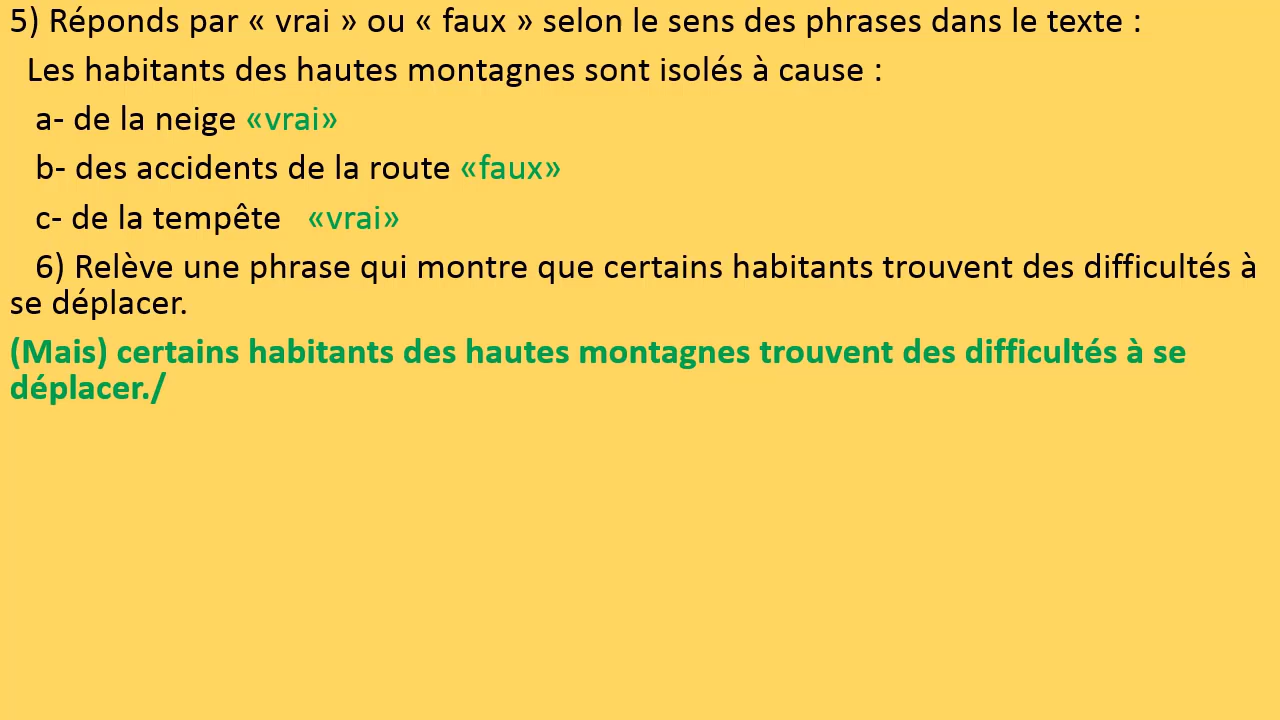 5) Réponds par « vrai » ou « faux » selon le sens des phrases dans le texte :
Les habitants des hautes montagnes sont isolés à cause :
a- de la neige «vrai»
b- des accidents de la route «faux»
c- de la tempête «vrai»
6) Relève une phrase qui montre que certains habitants trouvent des difficultés à
se déplacer.
(Mais) certains habitants des hautes montagnes trouvent des difficultés à se
déplacer./